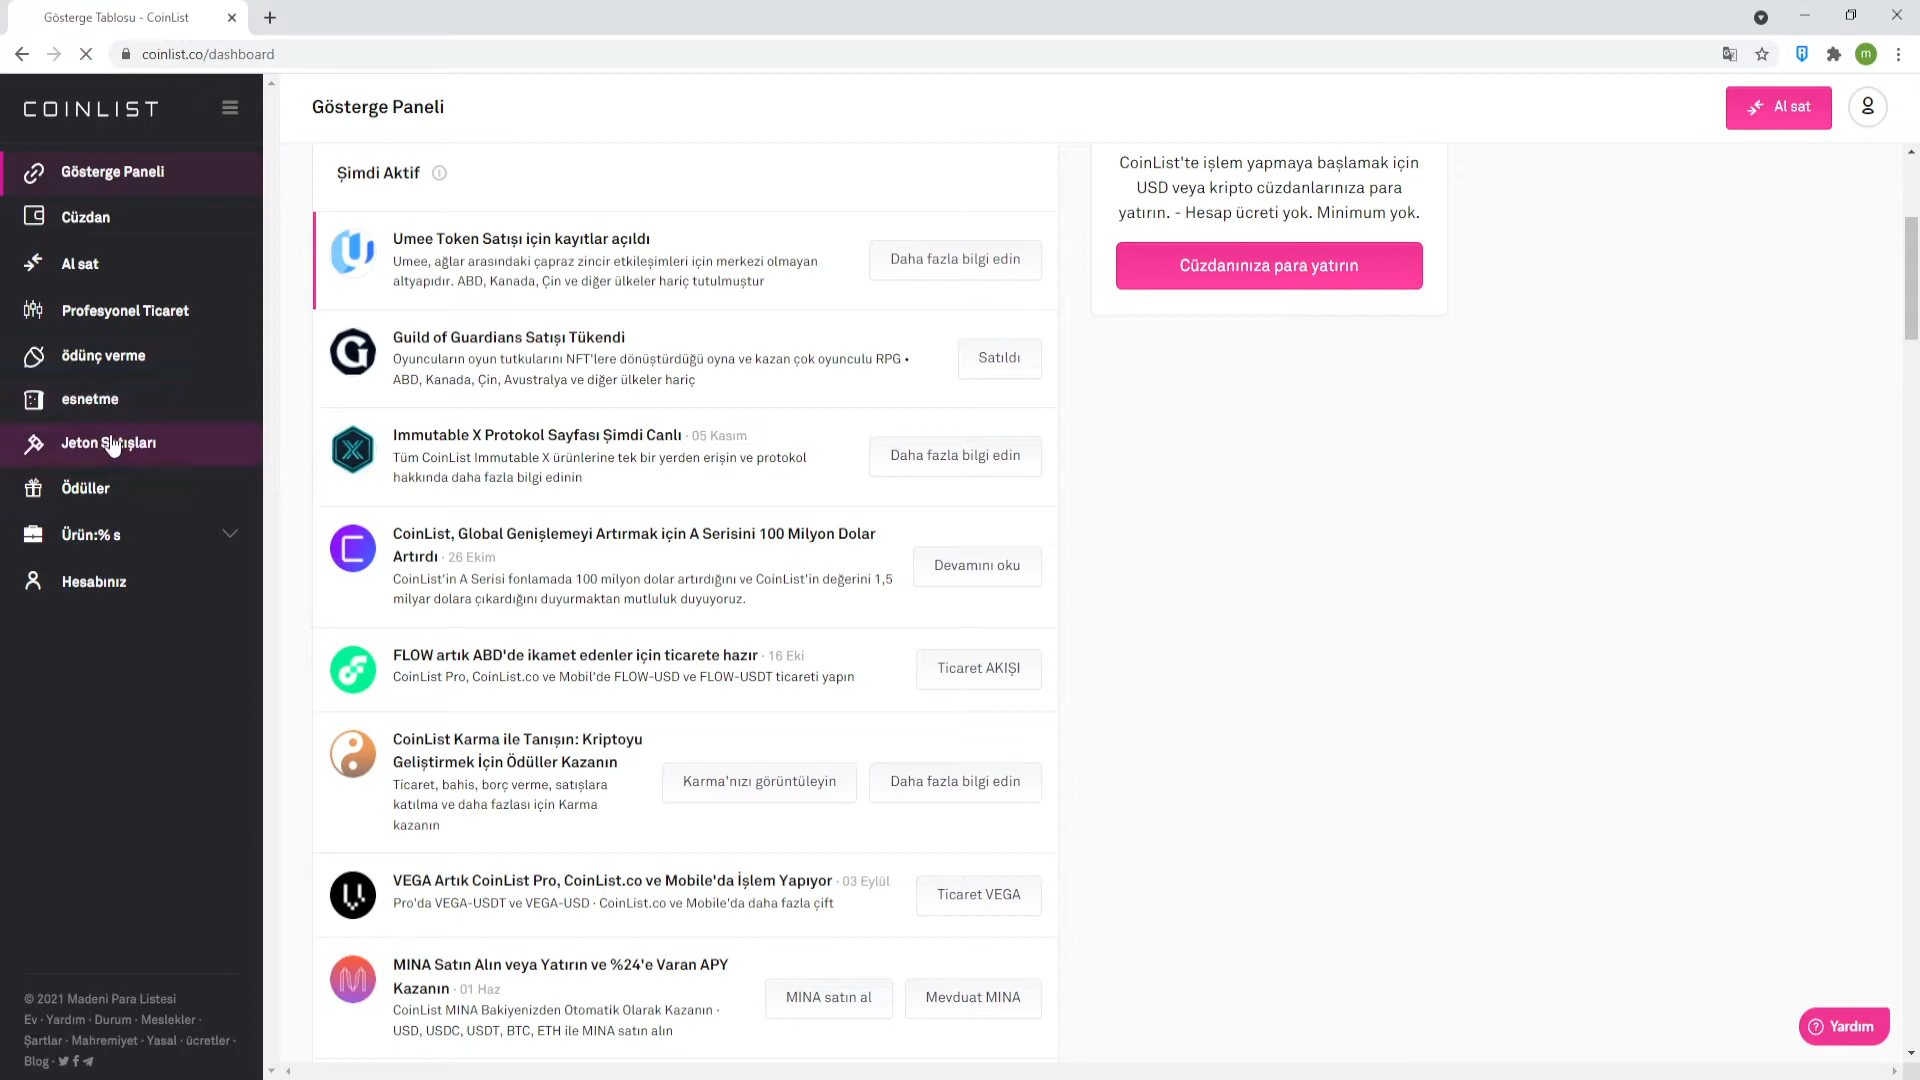 Gösterge Tablosu - CoinList
coinlist.co/dashboard
m
COINLIST
Gösterge Paneli
Cüzdan
Al sat
Profesyonel Ticaret
ödünç verme
esnetme
Jeton Satışları
Ödüller
Ürün:% s
Hesabınız
© 2021 Madeni Para Listesi
Ev · Yardım · Durum · Meslekler ·
Şartlar · Mahremiyet · Yasal · ücretler ·
Blog ·
Gösterge Paneli
Al sat
Şimdi Aktif
Umee Token Satışı için kayıtlar açıldı
Umee, ağlar arasındaki çapraz zincir etkileşimleri için merkezi olmayan
altyapıdır. ABD, Kanada, Çin ve diğer ülkeler hariç tutulmuştur
Daha fazla bilgi edin
Guild of Guardians Satışı Tükendi
Oyuncuların oyun tutkularını NFT'lere dönüştürdüğü oyna ve kazan çok oyunculu RPG •
ABD, Kanada, Çin, Avustralya ve diğer ülkeler hariç
Satıldı
Immutable X Protokol Sayfası Şimdi Canlı · 05 Kasım
Tüm CoinList Immutable X ürünlerine tek bir yerden erişin ve protokol
hakkında daha fazla bilgi edinin
Daha fazla bilgi edin
CoinList, Global Genişlemeyi Artırmak için A Serisini 100 Milyon Dolar
Artırdı · 26 Ekim
CoinList'in A Serisi fonlamada 100 milyon dolar artırdığını ve CoinList'in değerini 1,5
milyar dolara çıkardığını duyurmaktan mutluluk duyuyoruz.
Devamını oku
FLOW artık ABD'de ikamet edenler için ticarete hazır · 16 Eki
CoinList Pro, CoinList.co ve Mobil'de FLOW-USD ve FLOW-USDT ticareti yapın
Ticaret AKIŞI
CoinList Karma ile Tanışın: Kriptoyu
Geliştirmek İçin Ödüller Kazanın
Ticaret, bahis, borç verme, satışlara
katılma ve daha fazlası için Karma
kazanın
Karma'nızı görüntüleyin
Daha fazla bilgi edin
VEGA Artık CoinList Pro, CoinList.co ve Mobile'da İşlem Yapıyor · 03 Eylül
Pro'da VEGA-USDT ve VEGA-USD · CoinList.co ve Mobile'da daha fazla çift
Ticaret VEGA
MINA Satın Alın veya Yatırın ve %24'e Varan APY
Kazanın · 01 Haz
CoinList MINA Bakiyenizden Otomatik Olarak Kazanın ·
USD, USDC, USDT, BTC, ETH ile MINA satın alın
MINA satın al
Mevduat MINA
CoinList'te işlem yapmaya başlamak için
USD veya kripto cüzdanlarınıza para
yatırın. - Hesap ücreti yok. Minimum yok.
Cüzdanınıza para yatırın
Yardım